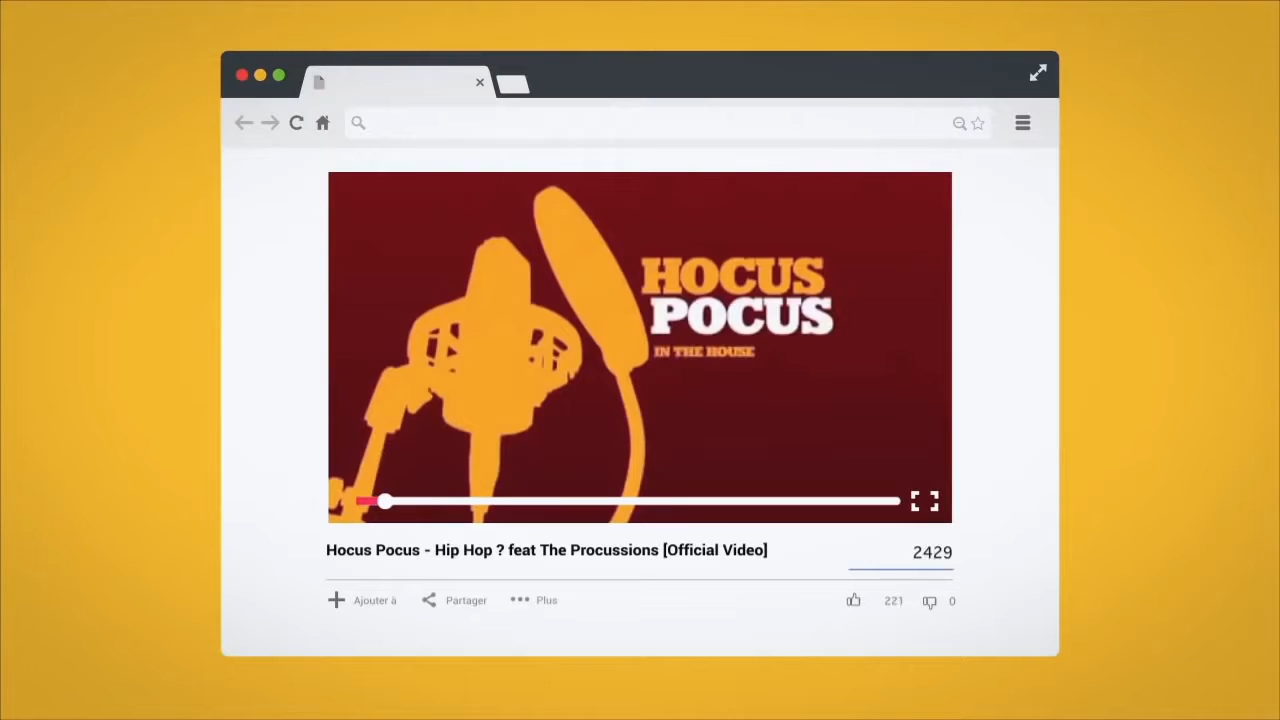 HOCUS
POCUS
IN THE HOUSE
Hocus Pocus - Hip Hop ? feat The Procussions [Official Video]
2429
Ajouter à Partager Plus 221 0